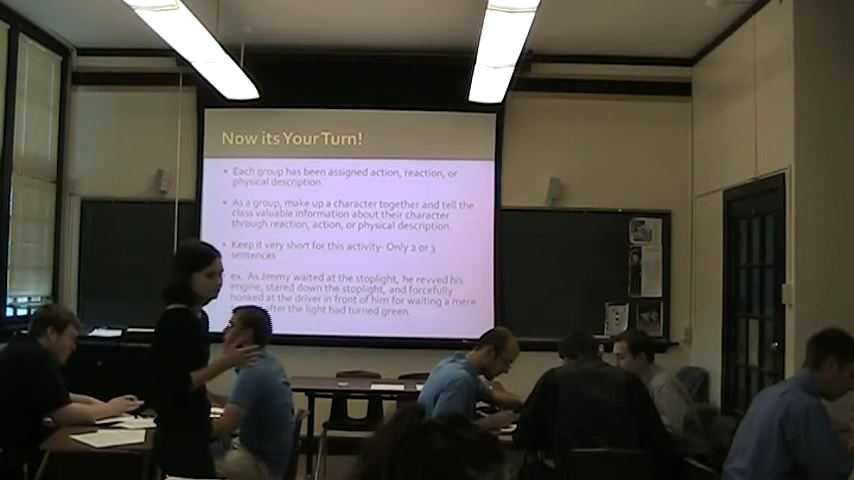 Now its Your Turn!
Each group has been assigned action, reaction, or
physical description
As a group, make up a character together and tell the
class valuable information about their character
through reaction, action, or physical description.
Keep it very short for this activity- Only 2 or 3
sentences
ex. As Jimmy waited at the stoplight, he revved his
engine, stared down the stoplight, and forcefully
honked at the driver in front of him for waiting a mere
after the light had turned green.